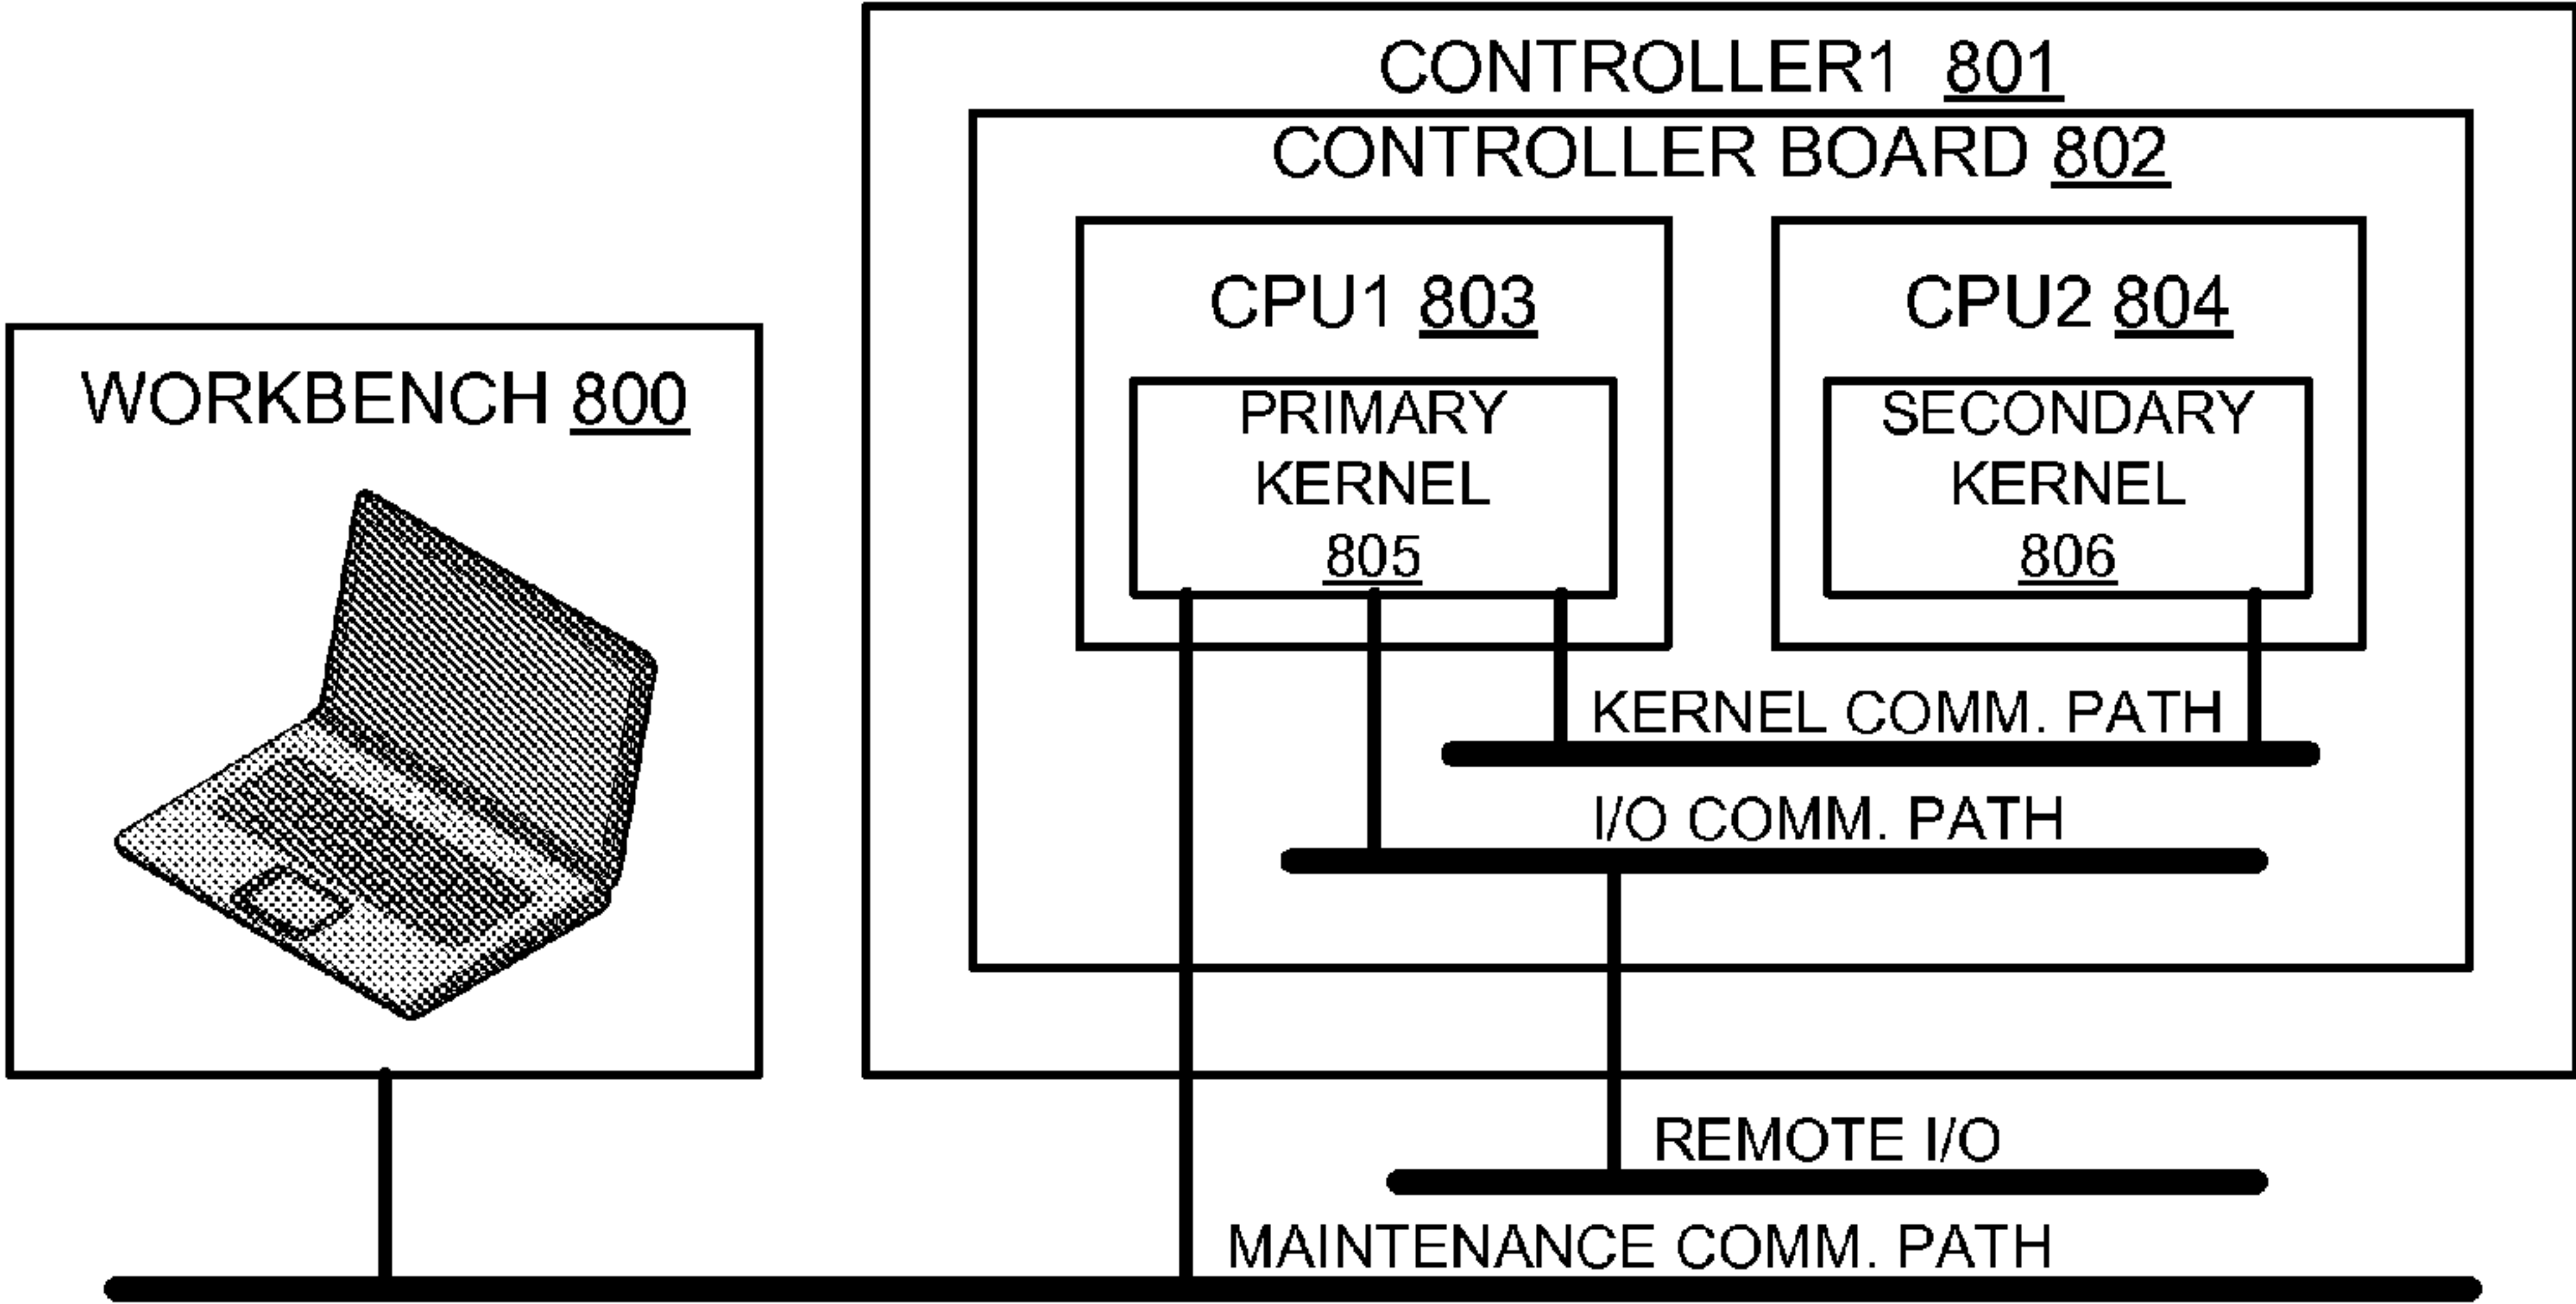 CONTROLLER1 801
CONTROLLER BOARD 802
CPU1 803
CPU2 804
WORKBENCH 800
PRIMARY
KERNEL
805
SECONDARY
KERNEL
806
KERNEL COMM. PATH
I/O COMM. PATH
REMOTE I/O
MAINTENANCE COMM. PATH